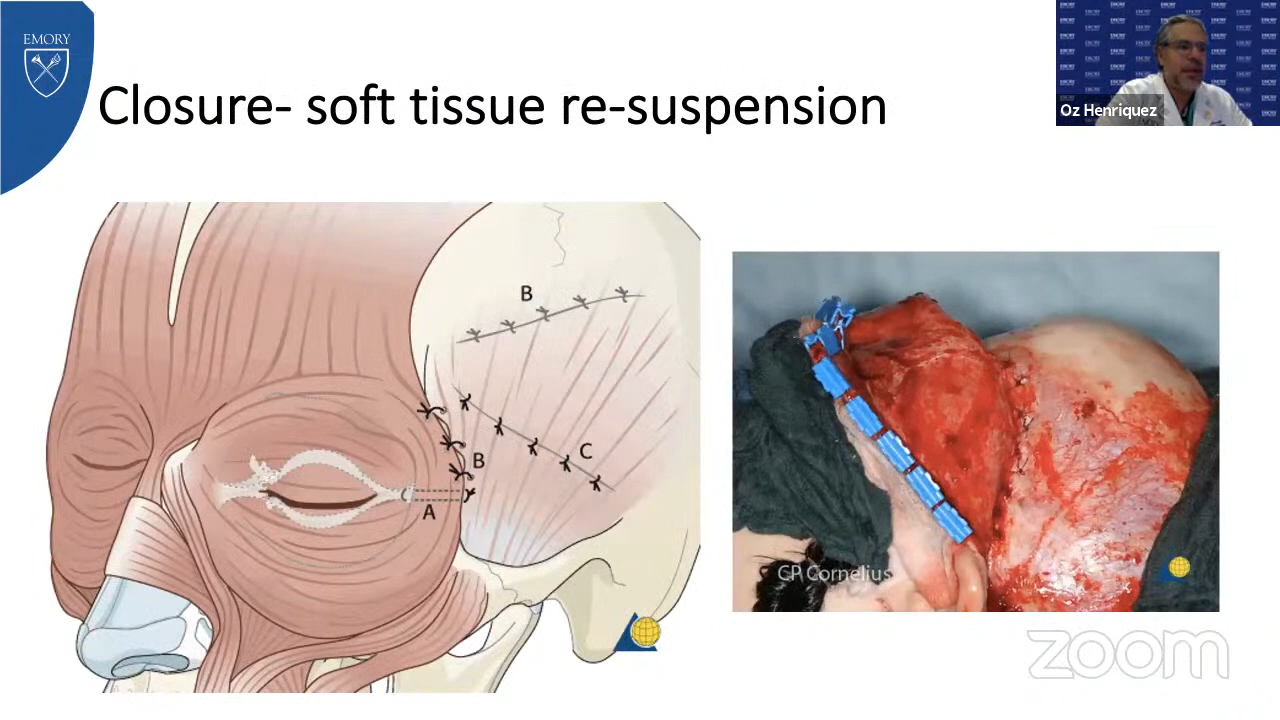 EMORY
Closure- soft tissue re-suspension
Oz Henriquez
B
C
B
A
CP Cornelius
zoom